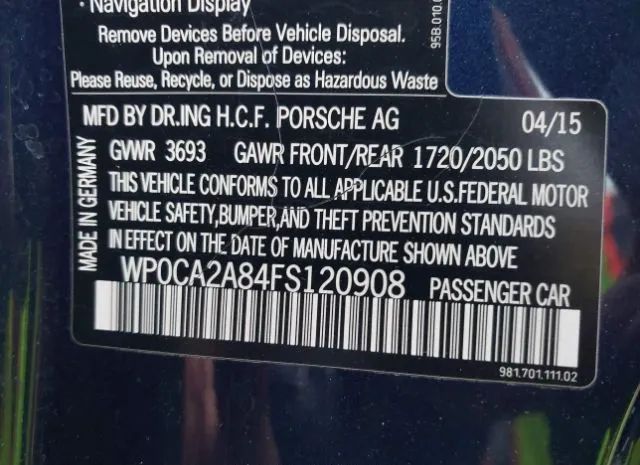 · Navigation Display
Remove Devices Before Vehicle Disposal.
Upon Removal of Devices:
Please Reuse, Recycle, or Dispose as Hazardous Waste
95B.010.
MFD BY DR.ING H.C.F. PORSCHE AG 04/15
GVWR 3693 GAWR FRONT/REAR 1720/2050 LBS
THIS VEHICLE CONFORMS TO ALL APPLICABLE U.S.FEDERAL MOTOR
VEHICLE SAFETY,BUMPER,AND THEFT PREVENTION STANDARDS
IN EFFECT ON THE DATE OF MANUFACTURE SHOWN ABOVE
MADE IN GERMANY
WP0CA2A84FS120908 PASSENGER CAR
981.701.111.02